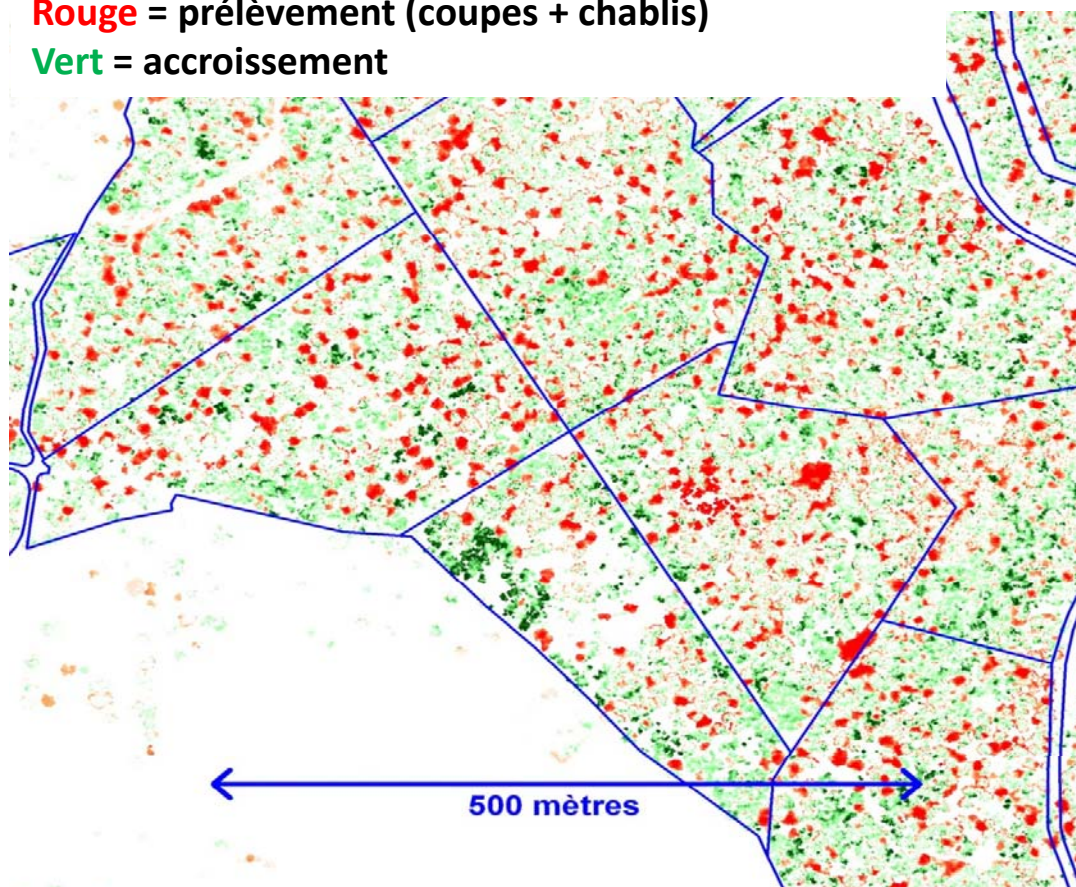 Rouge = prélèvement (coupes + chablis)
Vert = accroissement
500 mètres